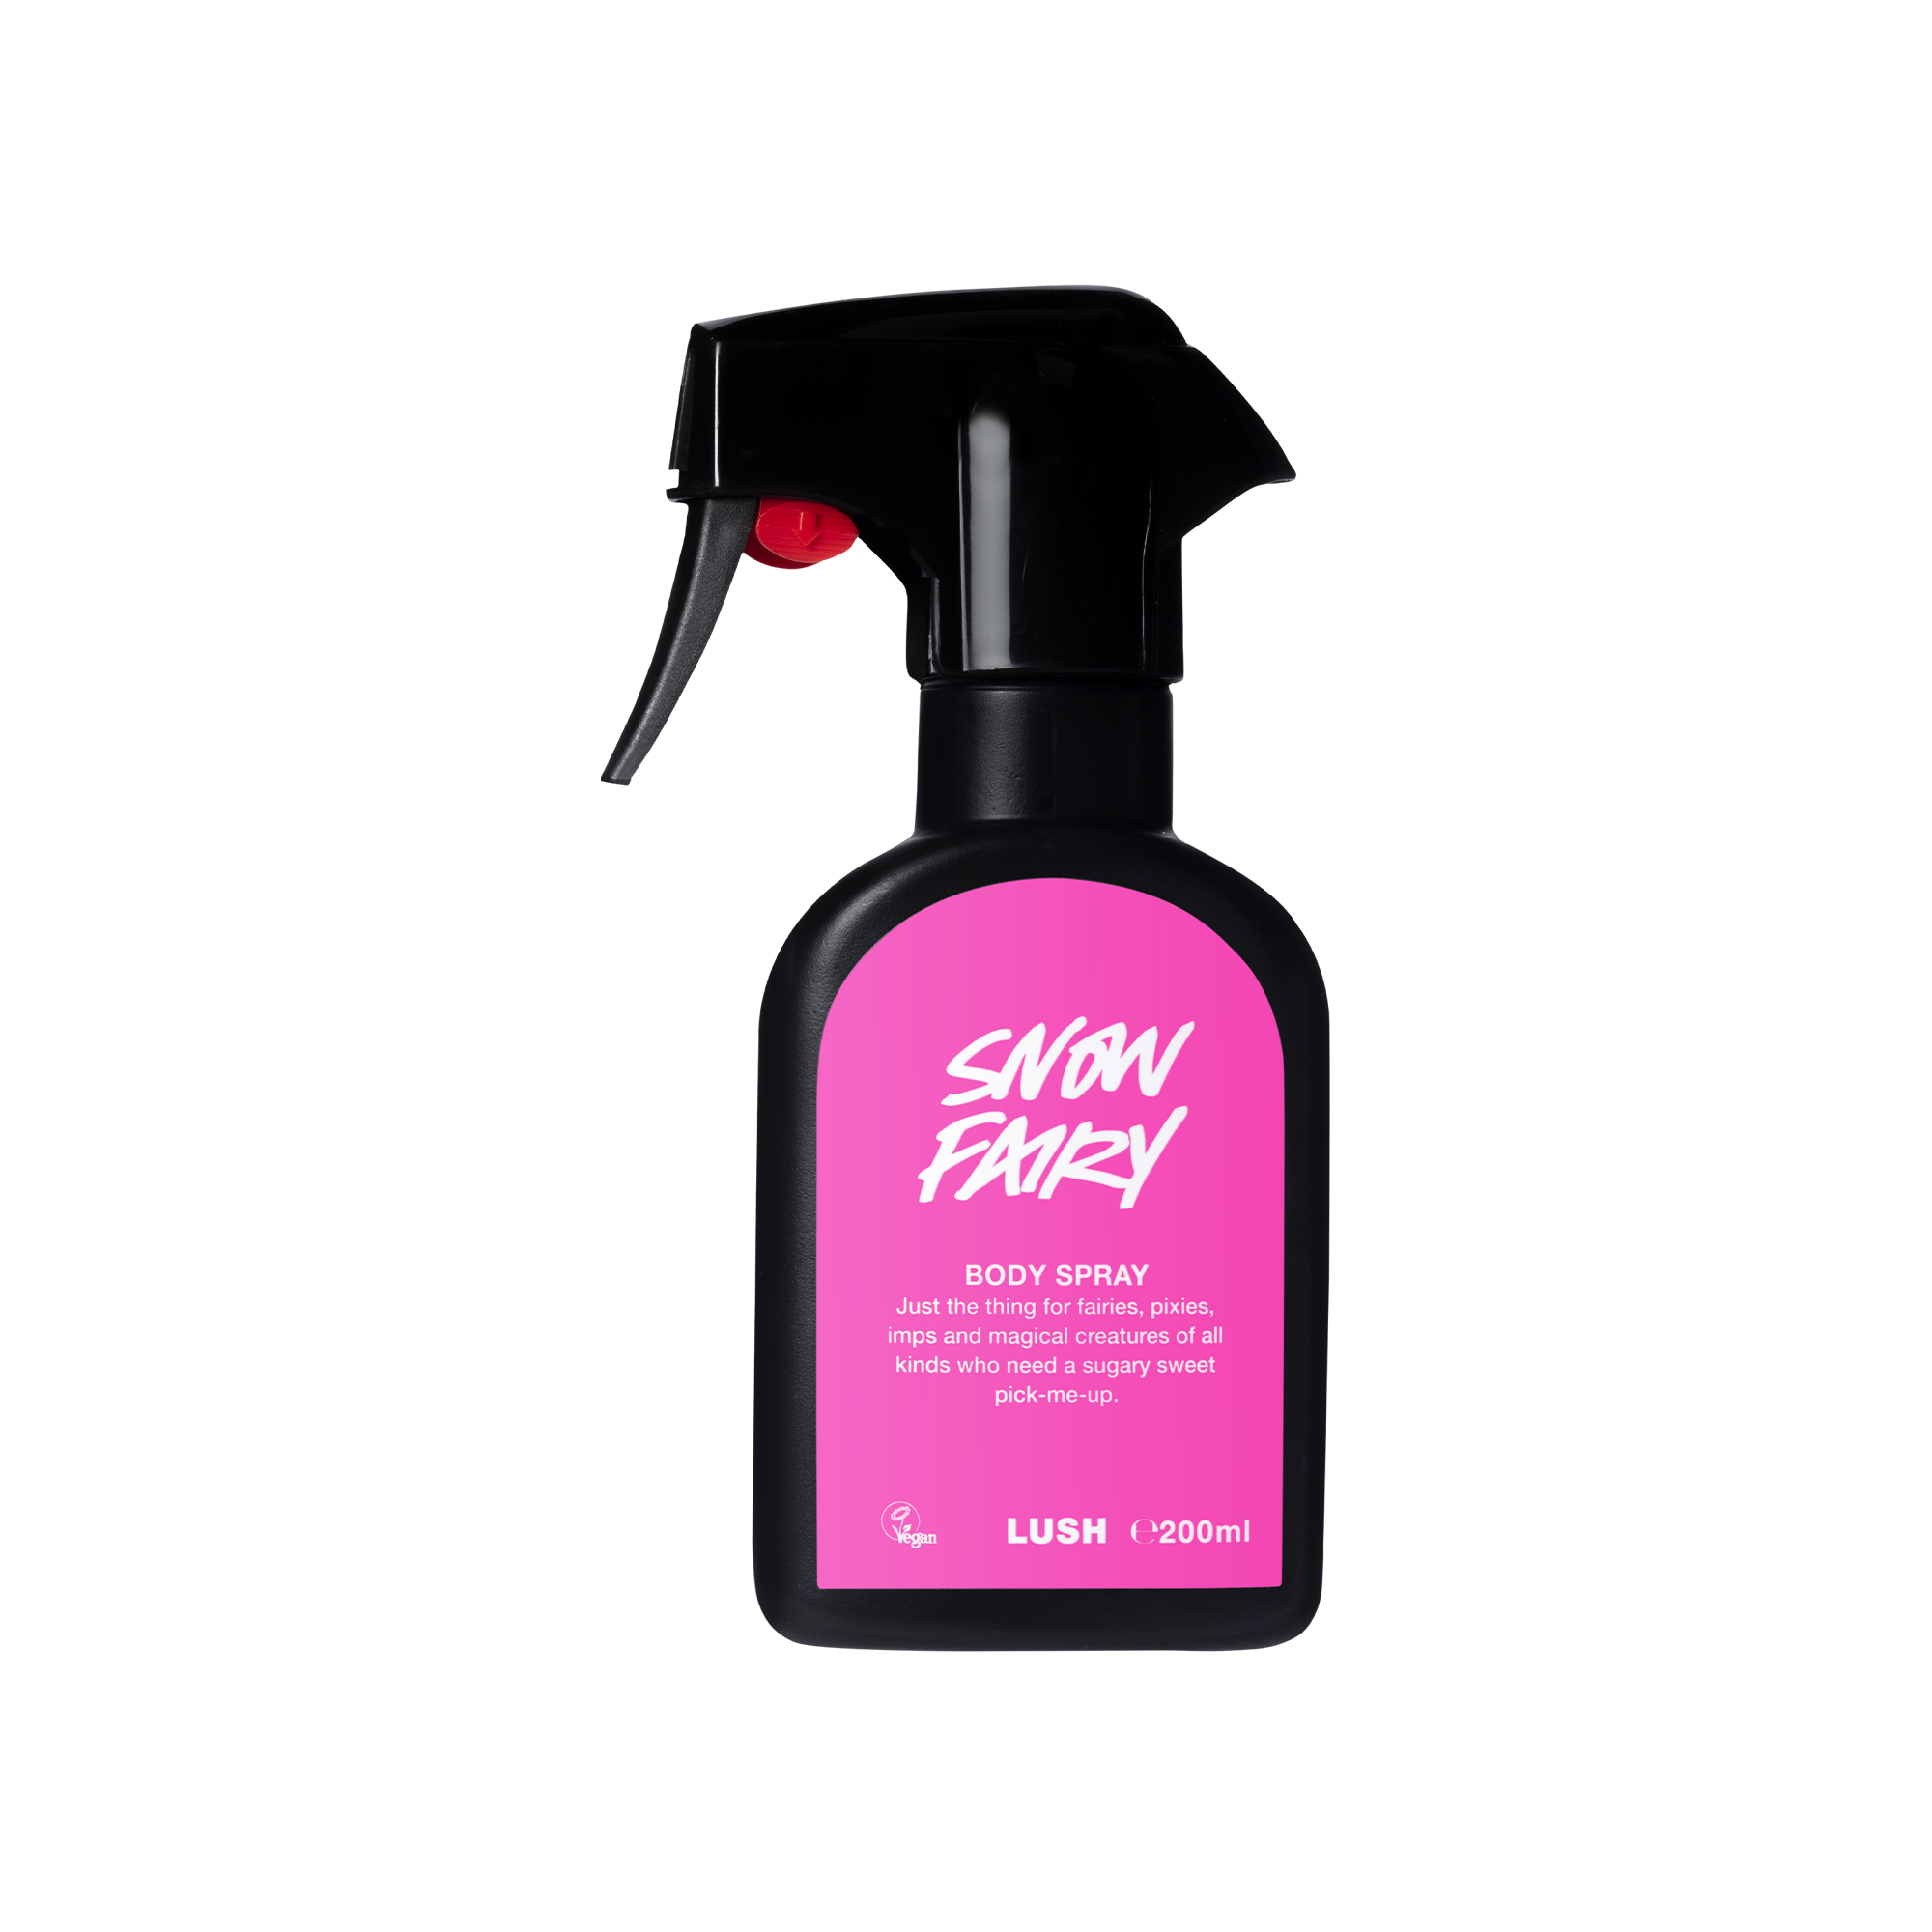 SNOW
FAIRY
BODY SPRAY
Just the thing for fairies, pixies,
imps and magical creatures of all
kinds who need a sugary sweet
pick-me-up.
Vegan
LUSH ℮200ml